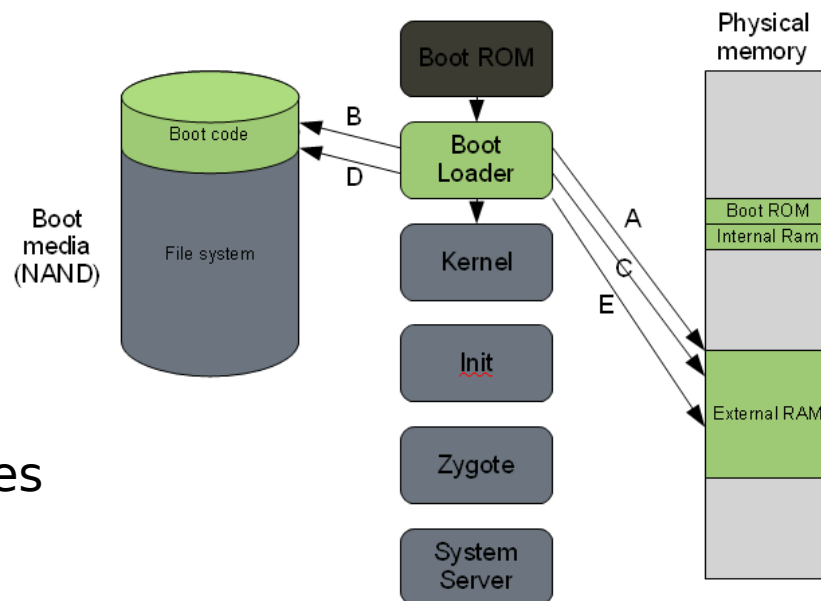 Physical
memory
Boot ROM
B
Boot code
Boot
Loader
D
A
Boot ROM
Internal Ram
Boot
media
(NAND)
File system
Kernel
C
E
Init
External RAM
Zygote
es
System
Server